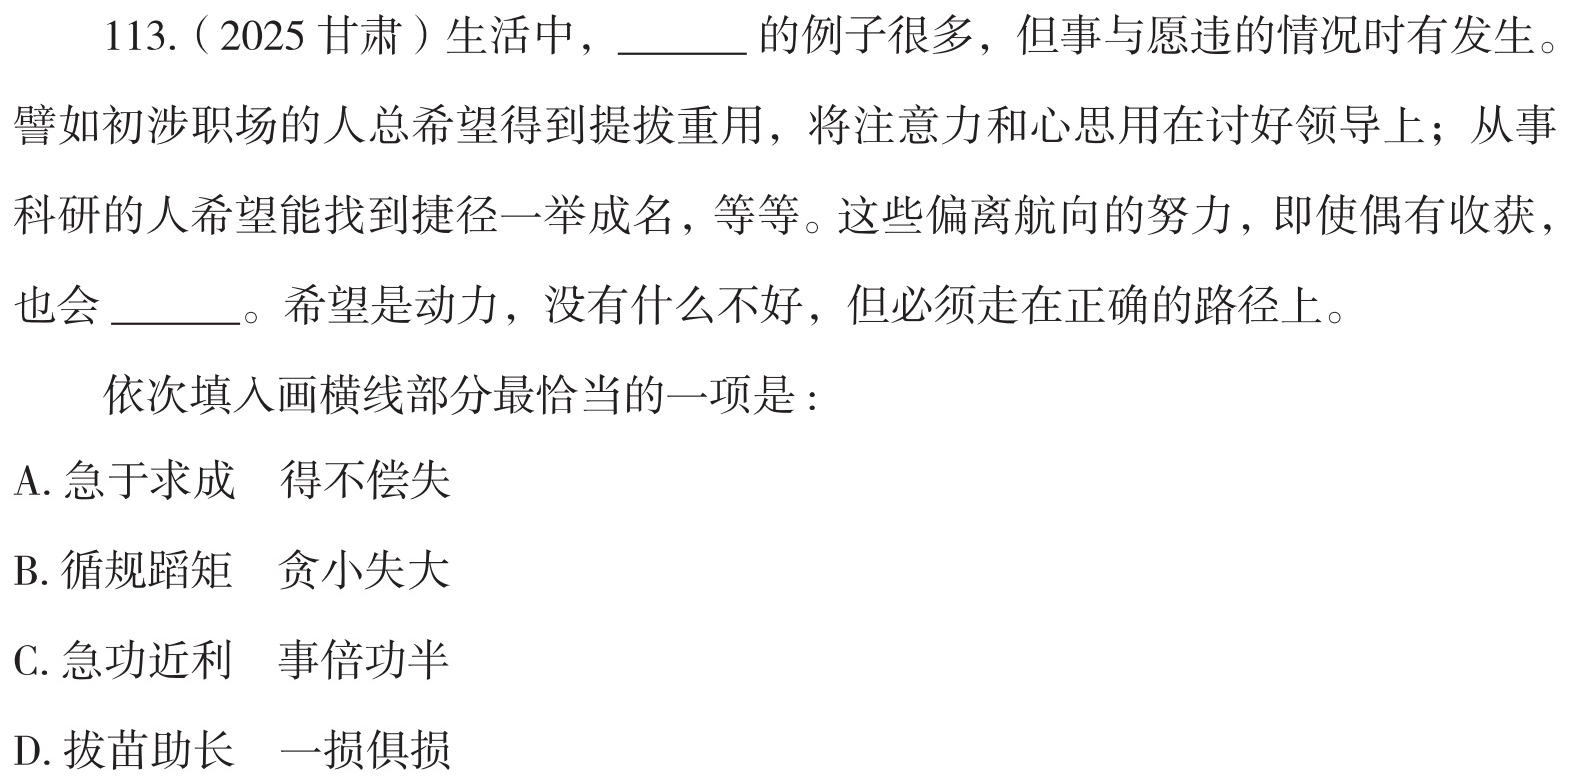 113.（2025 甘肃）生活中，______ 的例子很多，但事与愿违的情况时有发生。
譬如初涉职场的人总希望得到提拔重用，将注意力和心思用在讨好领导上；从事
科研的人希望能找到捷径一举成名，等等。这些偏离航向的努力，即使偶有收获，
也会 ______。希望是动力，没有什么不好，但必须走在正确的路径上。
依次填入画横线部分最恰当的一项是：
A. 急于求成　得不偿失
B. 循规蹈矩　贪小失大
C. 急功近利　事倍功半
D. 拔苗助长　一损俱损